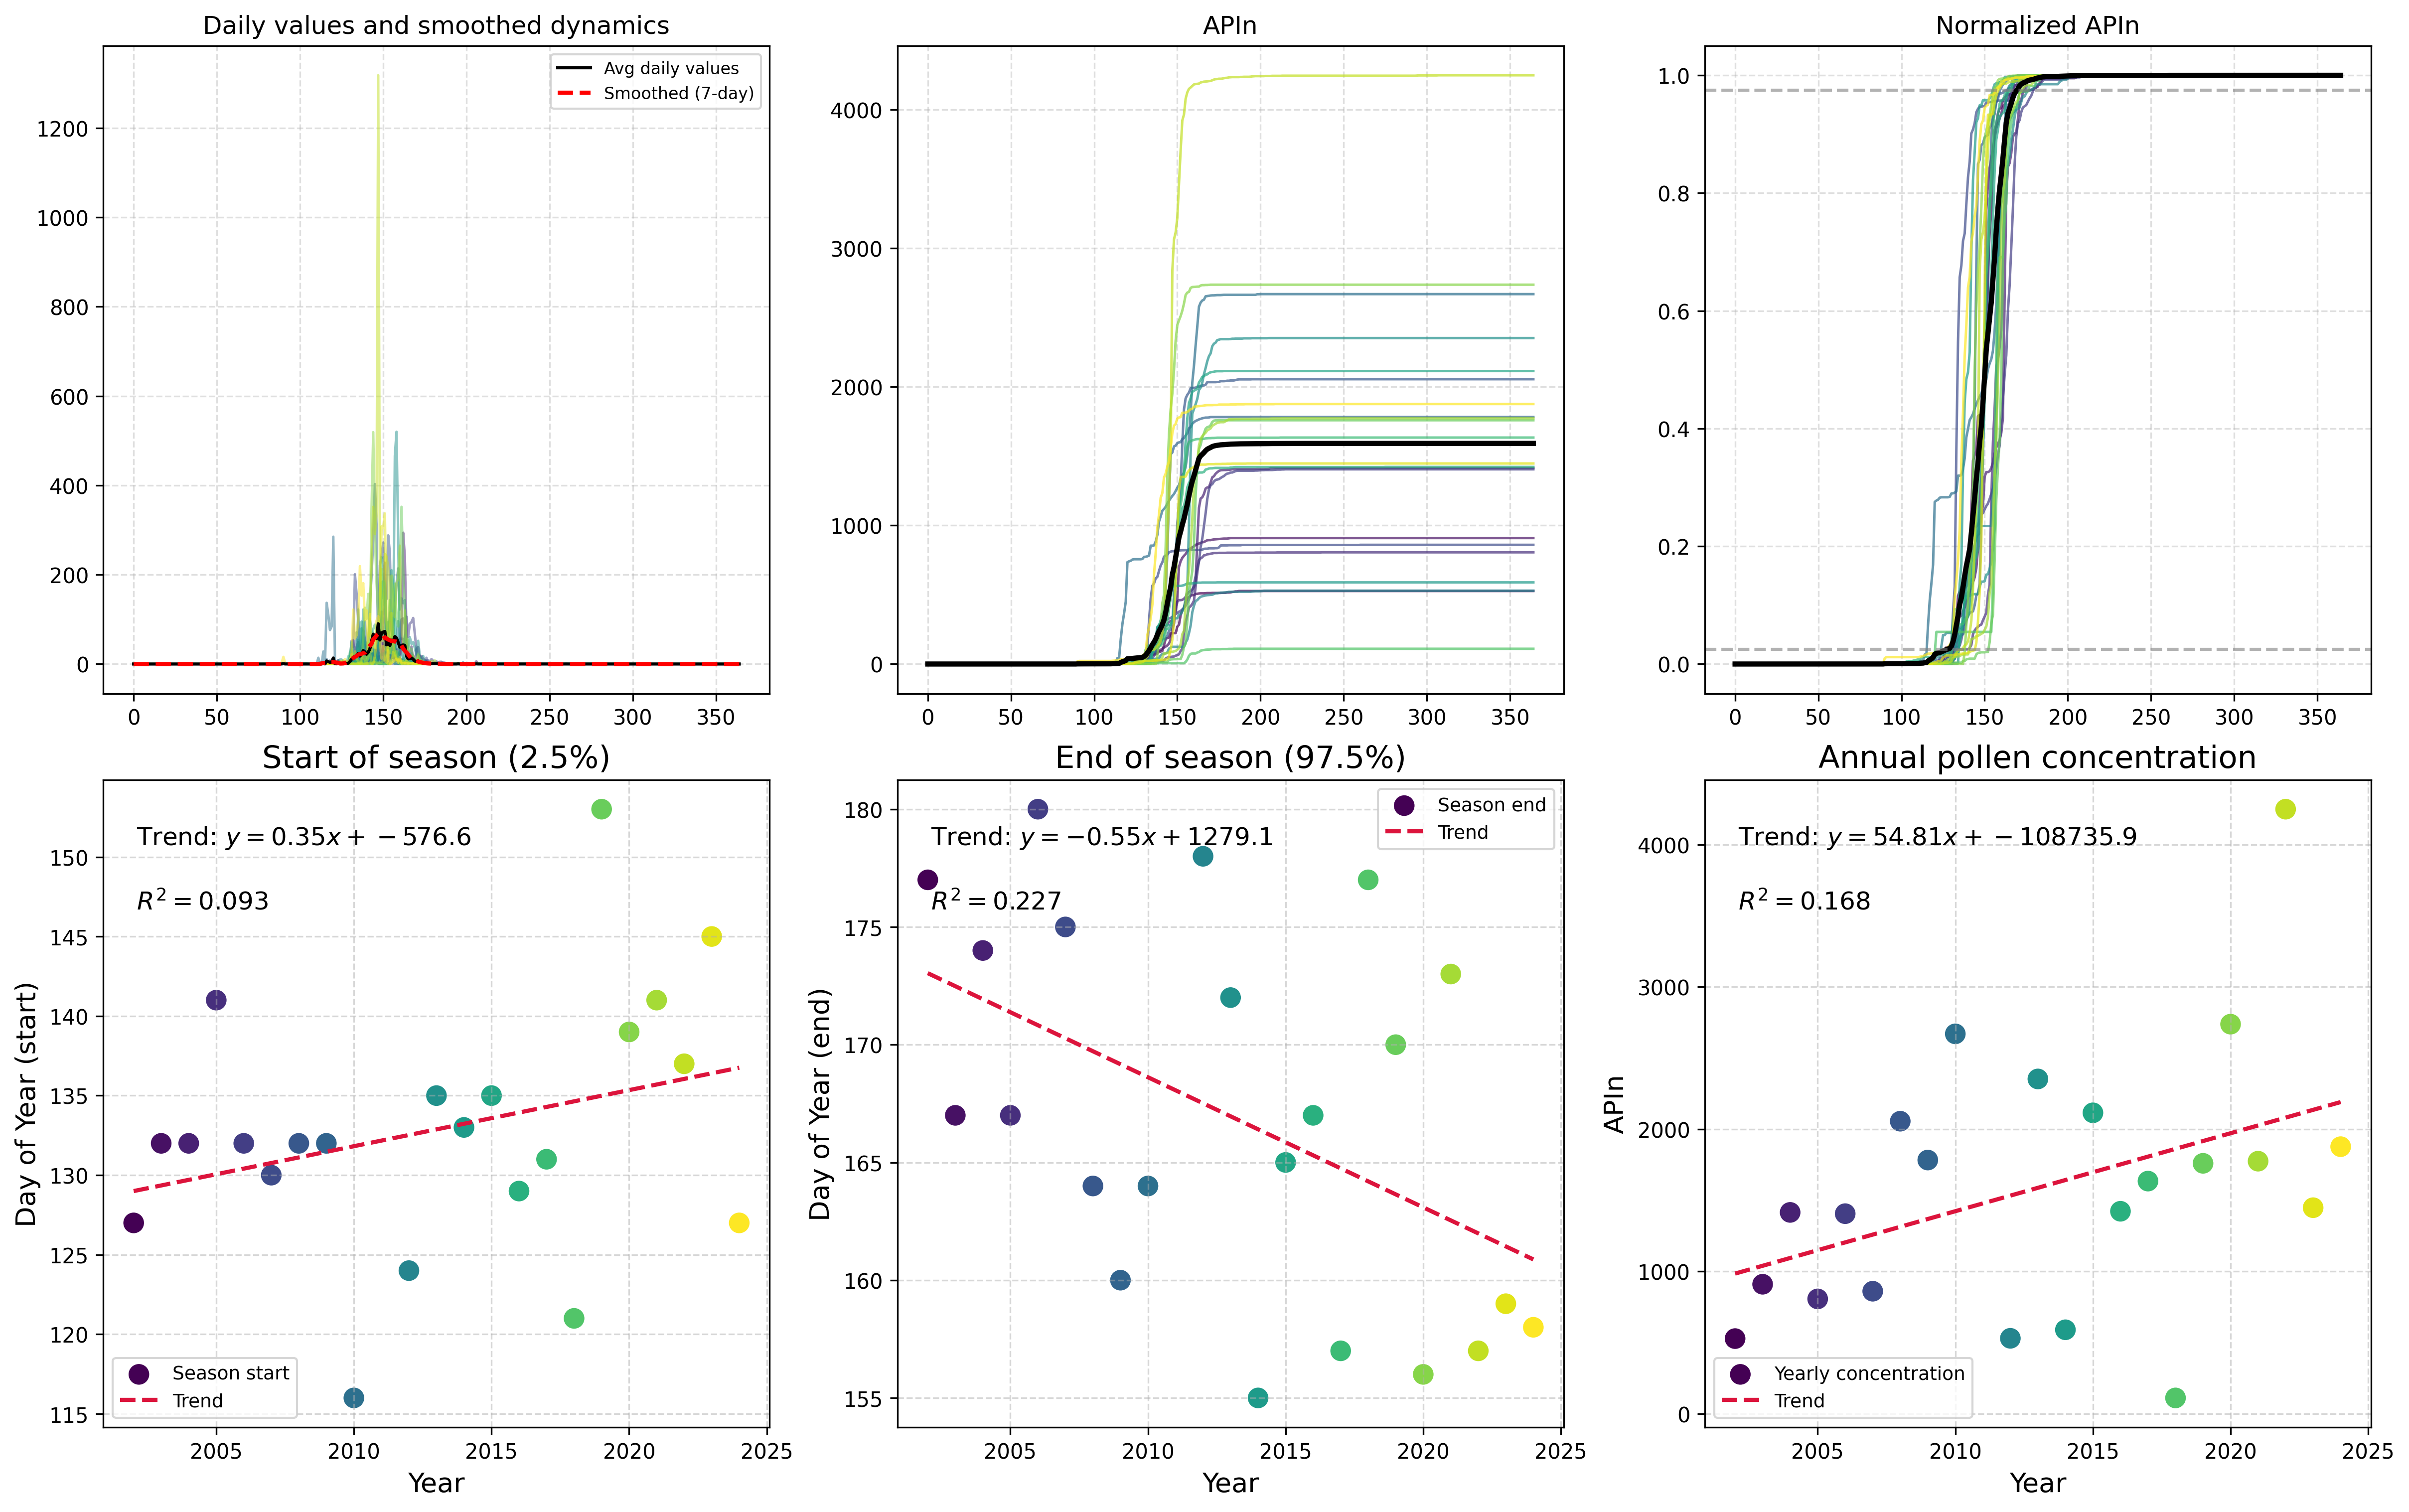 Daily values and smoothed dynamics
Avg daily values
Smoothed (7-day)
1200
1000
800
600
400
200
0
0 50 100 150 200 250 300 350
APIn
4000
3000
2000
1000
0
0 50 100 150 200 250 300 350
Normalized APIn
1.0
0.8
0.6
0.4
0.2
0.0
0 50 100 150 200 250 300 350
Start of season (2.5%)
Trend: y = 0.35x + −576.6
R² = 0.093
Day of Year (start)
150
145
140
135
130
125
120
115
Season start
Trend
2005 2010 2015 2020 2025
Year
End of season (97.5%)
Season end
Trend
Trend: y = −0.55x + 1279.1
R² = 0.227
Day of Year (end)
180
175
170
165
160
155
2005 2010 2015 2020 2025
Year
Annual pollen concentration
Trend: y = 54.81x + −108735.9
R² = 0.168
APIn
4000
3000
2000
1000
0
Yearly concentration
Trend
2005 2010 2015 2020 2025
Year